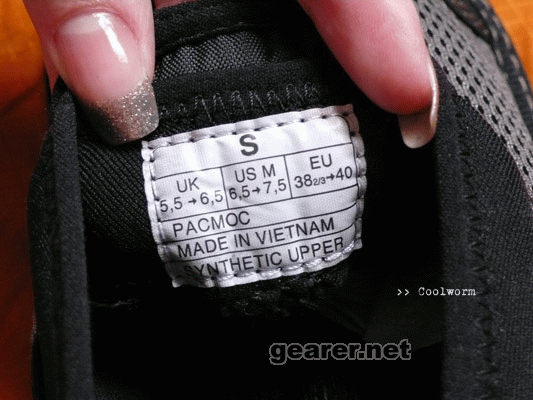 S
UK US M EU
5,5→6,5 6,5→7,5 38 2/3→40
PACMOC
MADE IN VIETNAM
SYNTHETIC UPPER
>> Coolworm
gearer.net